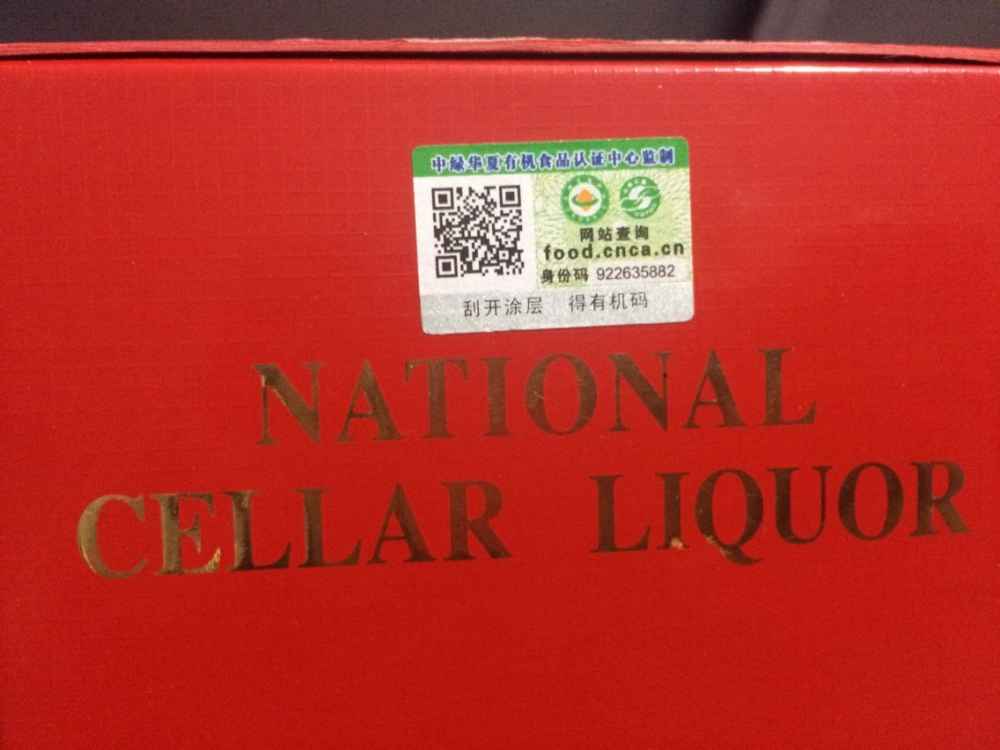 中绿华夏有机食品认证中心监制
网站查询
food.cnca.cn
身份码 922635882
刮开涂层 得有机码
NATIONAL
CELLAR LIQUOR